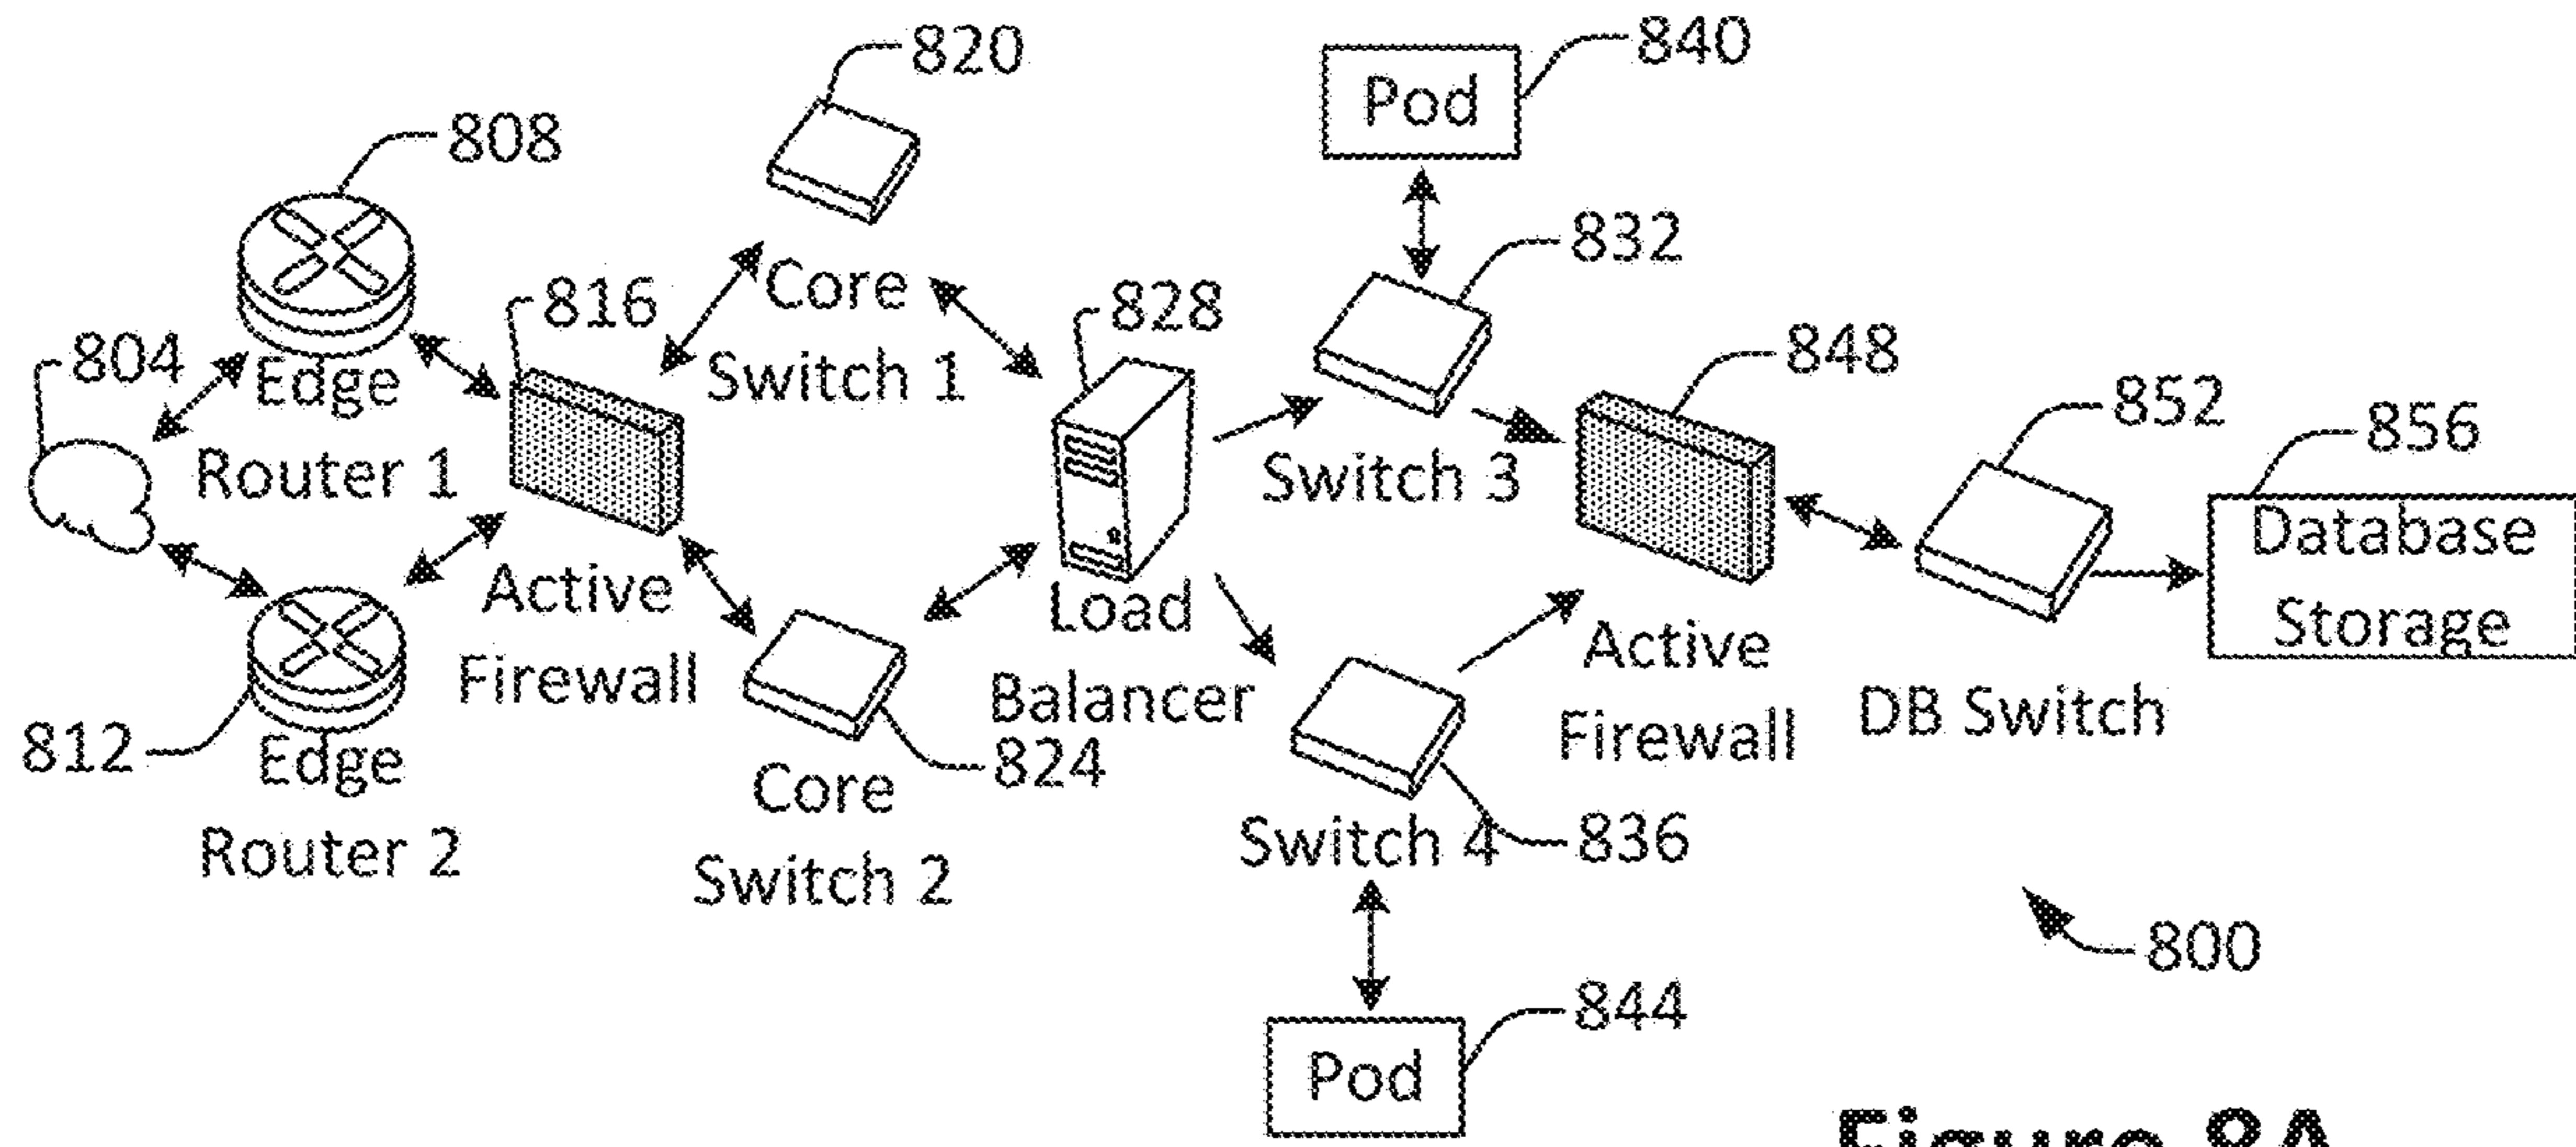 820
840
Pod
808
832
816
Core
828
804
Edge
Switch 1
848
852
856
Router 1
Switch 3
Database
Storage
Active
Firewall
Load
Balancer
Active
Firewall
DB Switch
812
Edge
Router 2
Core
Switch 2
824
Switch 4
836
800
844
Pod
Figure 8A